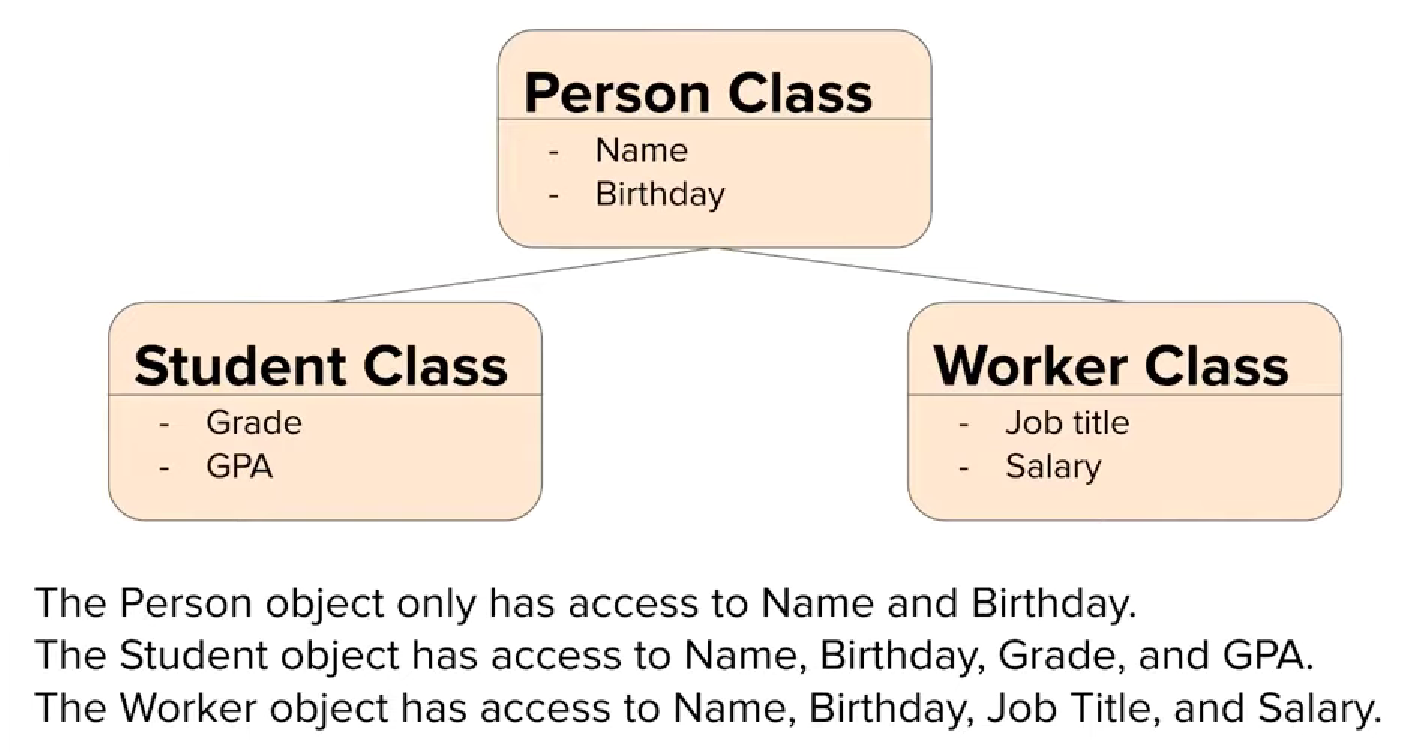 Person Class
- Name
- Birthday
Student Class
- Grade
- GPA
Worker Class
- Job title
- Salary
The Person object only has access to Name and Birthday.
The Student object has access to Name, Birthday, Grade, and GPA.
The Worker object has access to Name, Birthday, Job Title, and Salary.